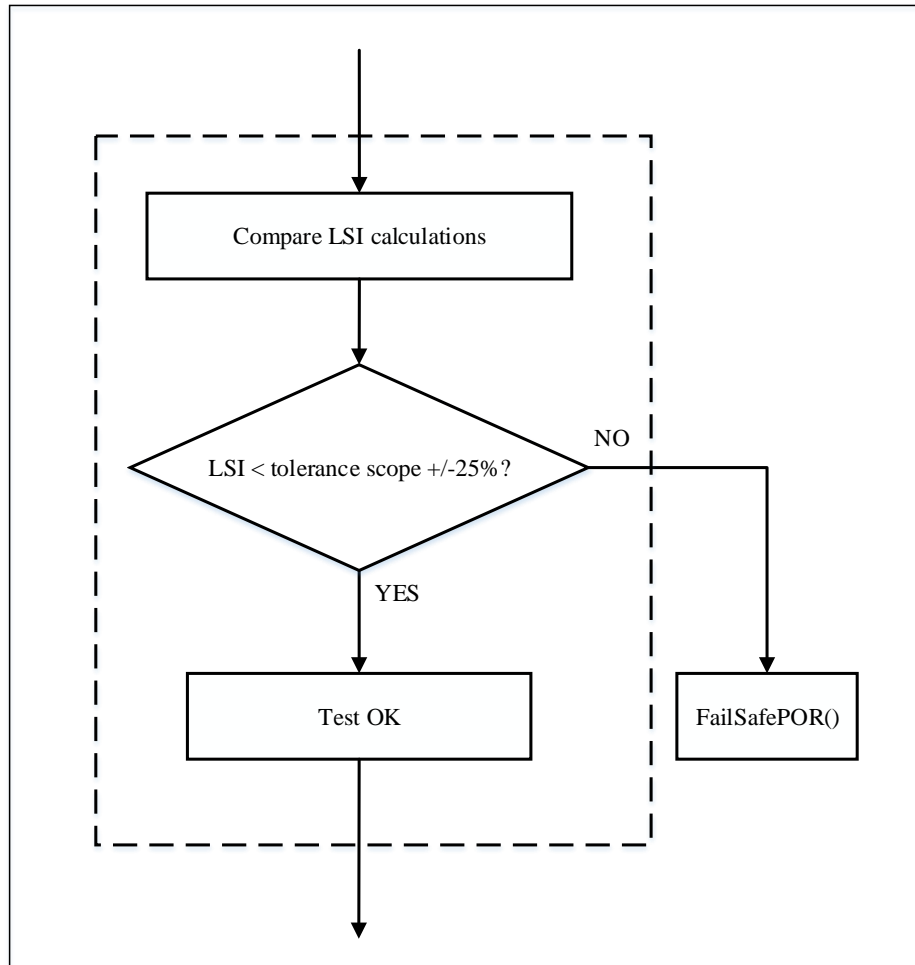 Compare LSI calculations
LSI < tolerance scope +/-25%?
NO
YES
Test OK
FailSafePOR()